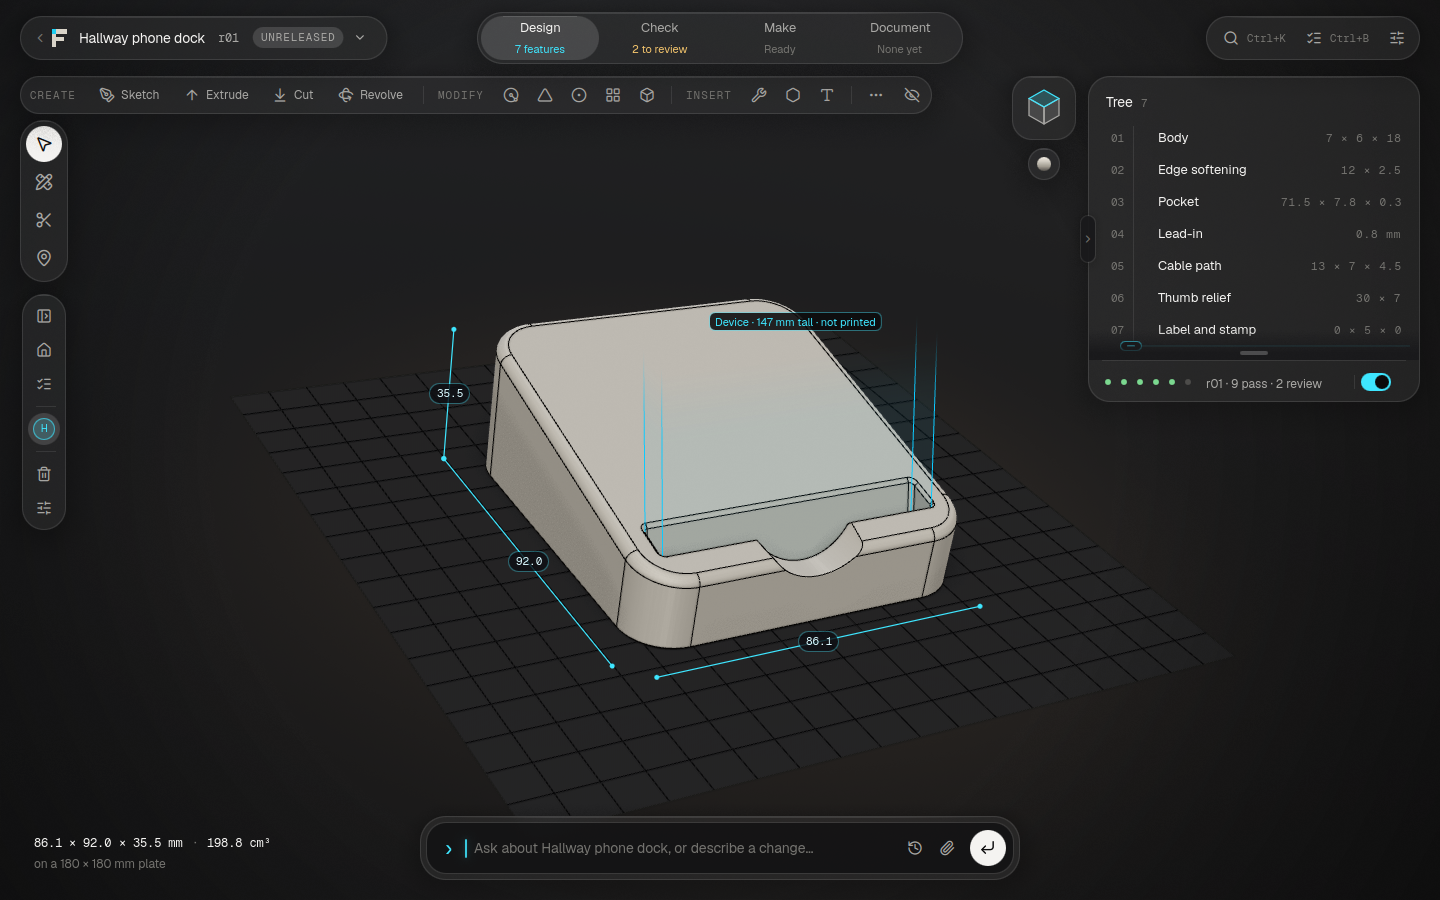 Hallway phone dock r01 UNRELEASED
Design
7 features
Check
2 to review
Make
Ready
Document
None yet
Ctrl+K Ctrl+B
CREATE Sketch Extrude Cut Revolve MODIFY INSERT
Tree 7
01 Body 7 × 6 × 18
02 Edge softening 12 × 2.5
03 Pocket 71.5 × 7.8 × 0.3
04 Lead-in 0.8 mm
05 Cable path 13 × 7 × 4.5
06 Thumb relief 30 × 7
07 Label and stamp 0 × 5 × 0
r01 · 9 pass · 2 review
H
Device · 147 mm tall · not printed
35.5
92.0
86.1
86.1 × 92.0 × 35.5 mm · 198.8 cm³
on a 180 × 180 mm plate
Ask about Hallway phone dock, or describe a change…